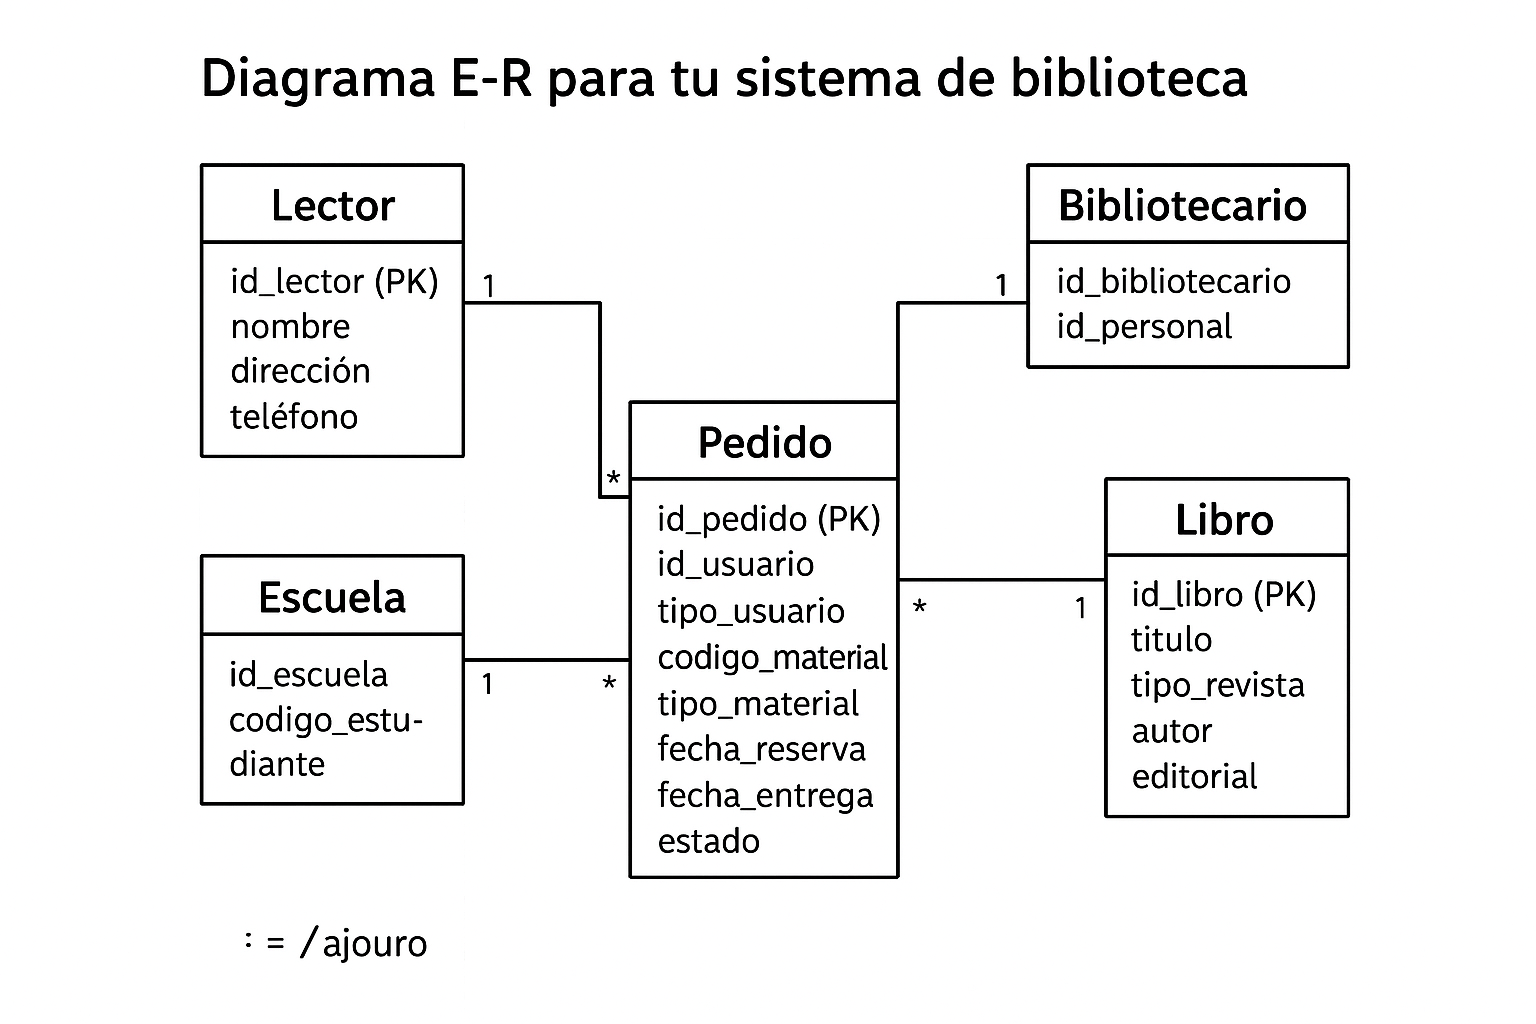 Diagrama E-R para tu sistema de biblioteca
Lector
id_lector (PK)
nombre
dirección
teléfono
1
*
Bibliotecario
id_bibliotecario
id_personal
1
Pedido
id_pedido (PK)
id_usuario
tipo_usuario
codigo_material
tipo_material
fecha_reserva
fecha_entrega
estado
Escuela
id_escuela
codigo_estu-
diante
1
*
Libro
id_libro (PK)
titulo
tipo_revista
autor
editorial
*
1
: = /ajouro